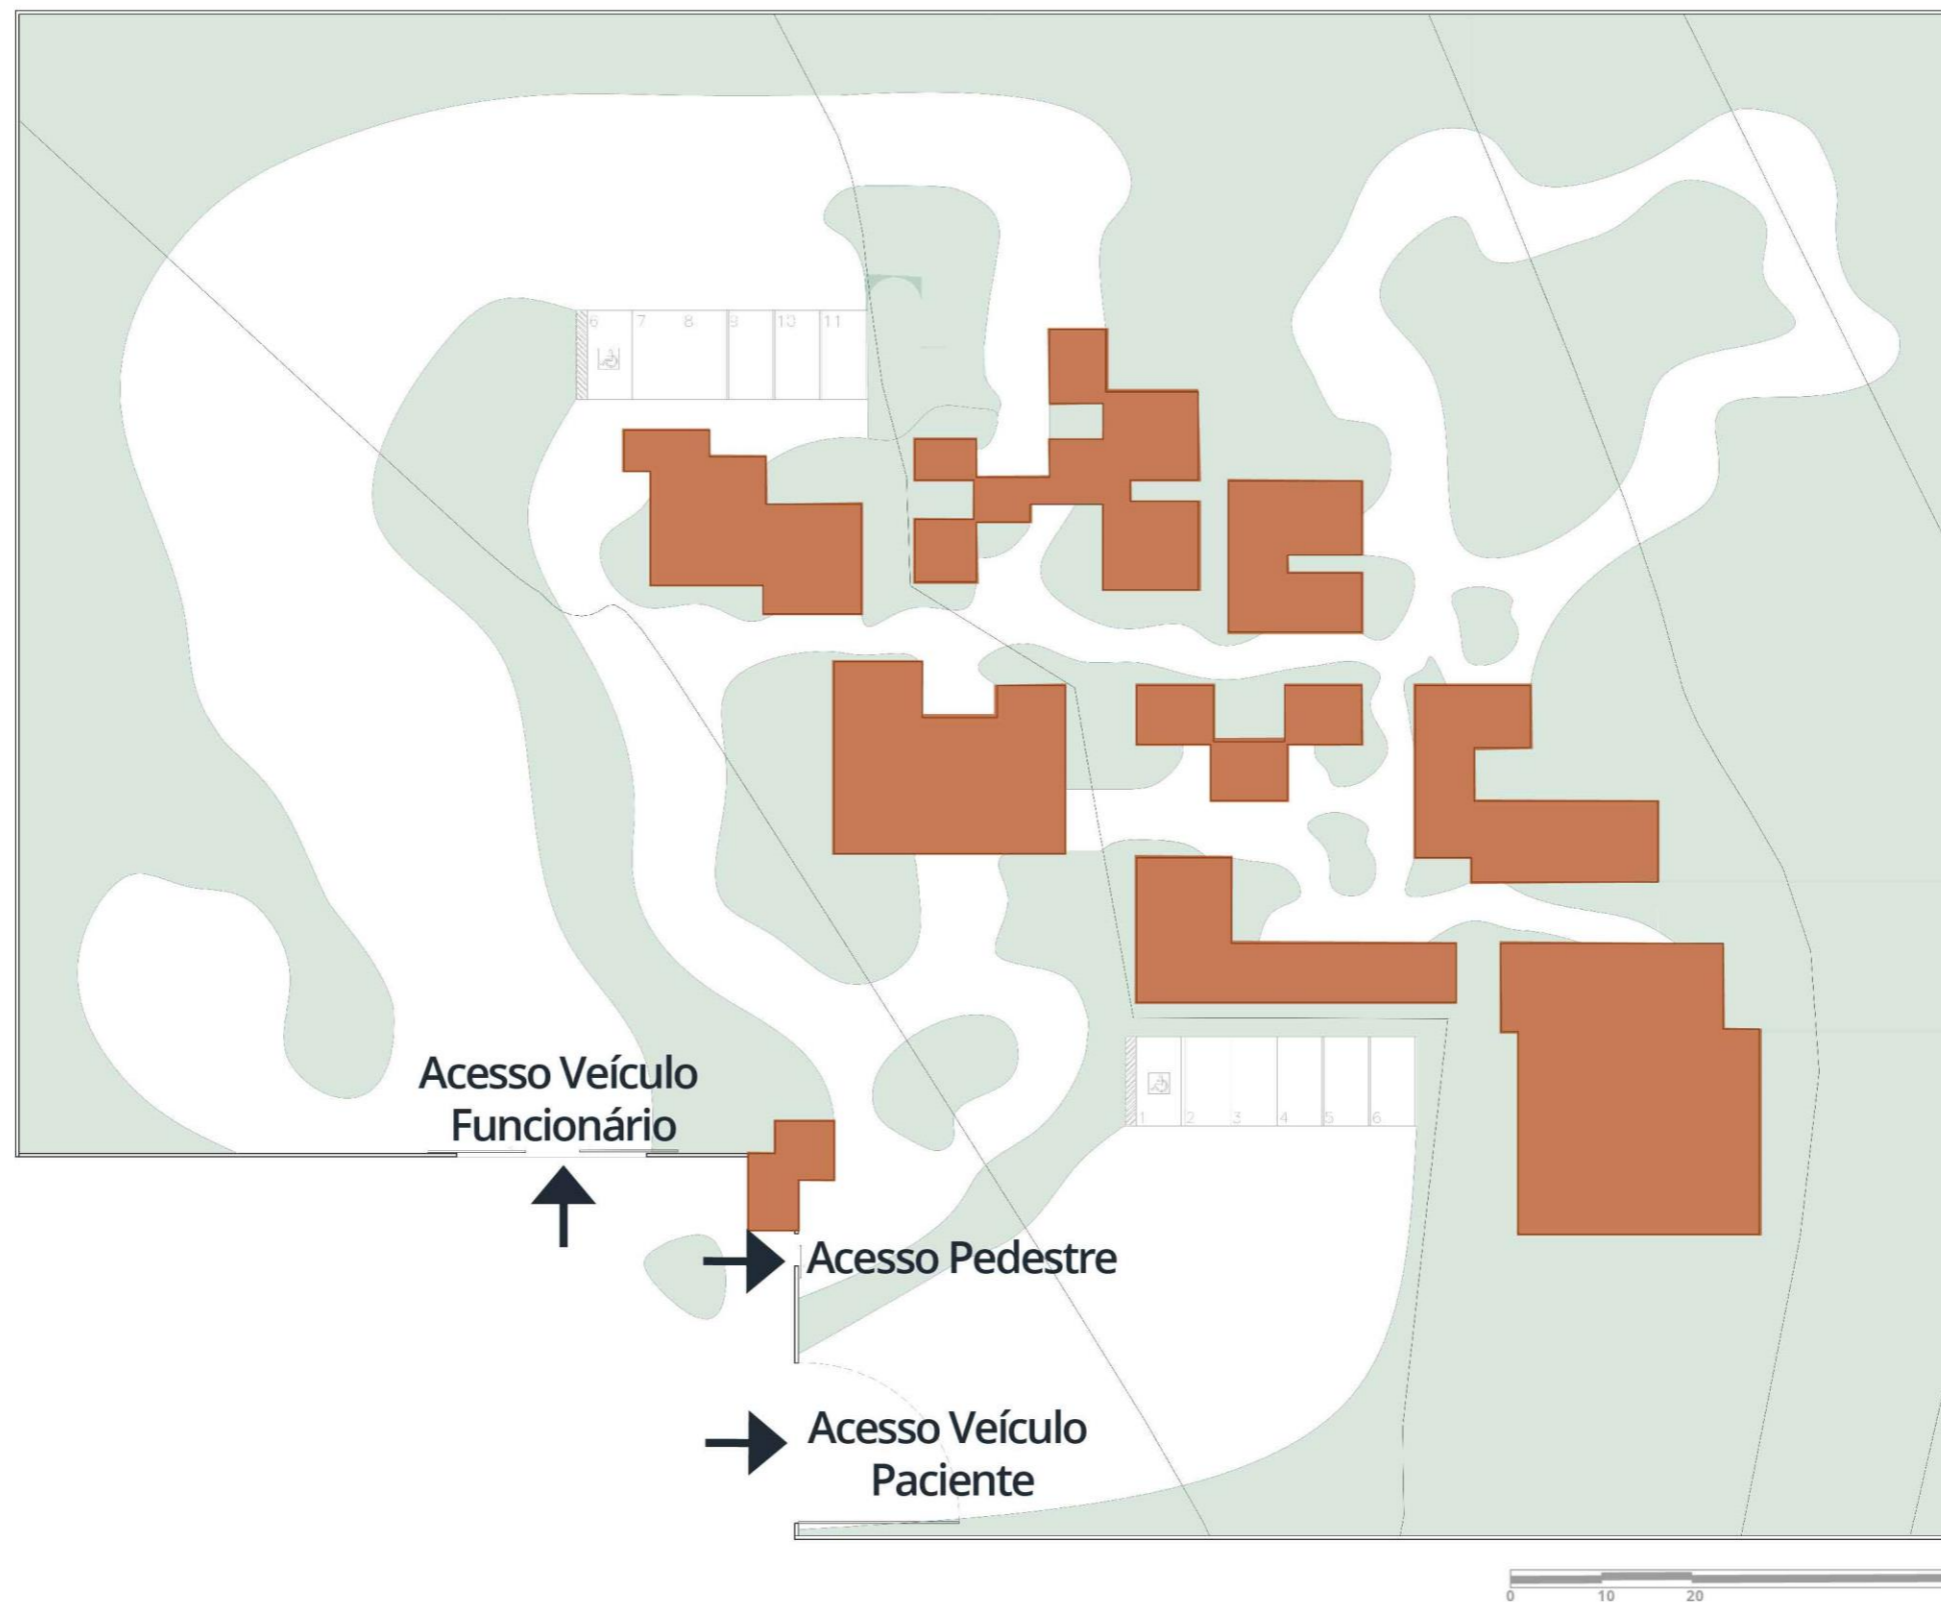 6 7 8 9 10 11
Acesso Veículo
Funcionário
1 2 3 4 5 6
Acesso Pedestre
Acesso Veículo
Paciente
0 10 20